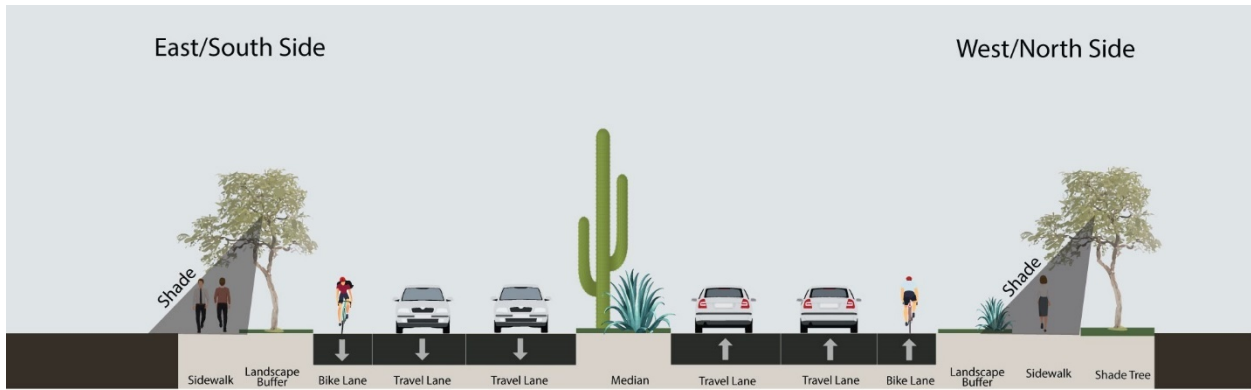 East/South Side
West/North Side
Shade
Shade
Sidewalk
Landscape
Buffer
Bike Lane
Travel Lane
Travel Lane
Median
Travel Lane
Travel Lane
Bike Lane
Landscape
Buffer
Sidewalk
Shade Tree